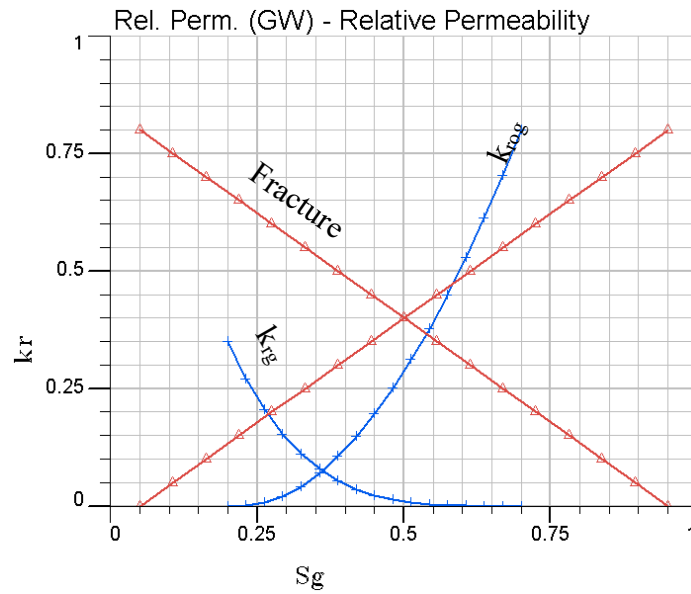 Rel. Perm. (GW) - Relative Permeability
1
0.75
0.5
0.25
0
kr
Fracture
krog
krg
0
0.25
0.5
0.75
1
Sg